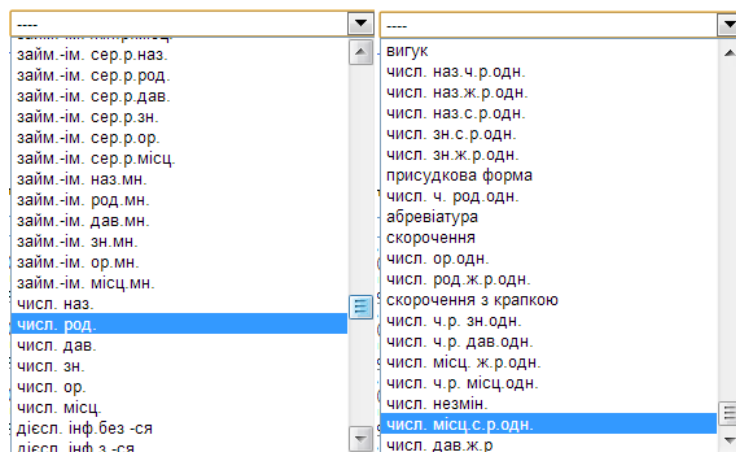 ----
займ.-ім. сер.р.наз.
займ.-ім. сер.р.род.
займ.-ім. сер.р.дав.
займ.-ім. сер.р.зн.
займ.-ім. сер.р.ор.
займ.-ім. сер.р.місц.
займ.-ім. наз.мн.
займ.-ім. род.мн.
займ.-ім. дав.мн.
займ.-ім. зн.мн.
займ.-ім. ор.мн.
займ.-ім. місц.мн.
числ. наз.
числ. род.
числ. дав.
числ. зн.
числ. ор.
числ. місц.
дієсл. інф.без -ся
дієсл. інф.з -ся
----
вигук
числ. наз.ч.р.одн.
числ. наз.ж.р.одн.
числ. наз.с.р.одн.
числ. зн.с.р.одн.
числ. зн.ж.р.одн.
присудкова форма
числ. ч. род.одн.
абревіатура
скорочення
числ. ор.одн.
числ. род.ж.р.одн.
скорочення з крапкою
числ. ч.р. зн.одн.
числ. ч.р. дав.одн.
числ. місц. ж.р.одн.
числ. ч.р. місц.одн.
числ. незмін.
числ. місц.с.р.одн.
числ. дав.ж.р